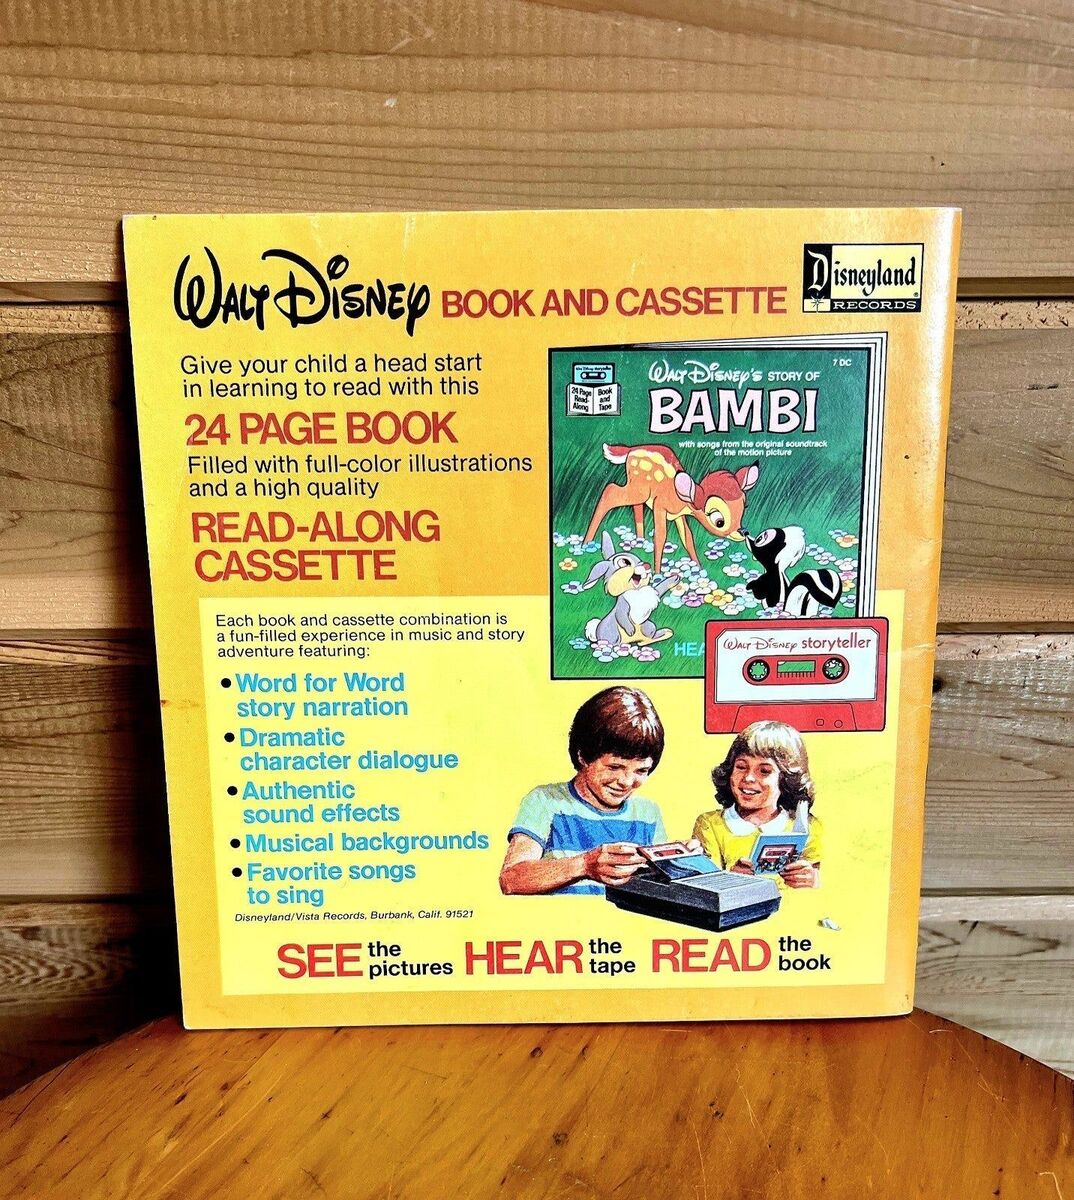 WALT DISNEY BOOK AND CASSETTE
Disneyland
RECORDS
Give your child a head start
in learning to read with this
24 PAGE BOOK
Filled with full-color illustrations
and a high quality
READ-ALONG
CASSETTE
7 DC
WALT DISNEY'S STORY OF
BAMBI
with songs from the original soundtrack
of the motion picture
24 Page
Read-
Along
Book
and
Tape
HEA
WALT DISNEY storyteller
Each book and cassette combination is
a fun-filled experience in music and story
adventure featuring:
• Word for Word
story narration
• Dramatic
character dialogue
• Authentic
sound effects
• Musical backgrounds
• Favorite songs
to sing
Disneyland/Vista Records, Burbank, Calif. 91521
SEE the pictures HEAR the tape READ the book